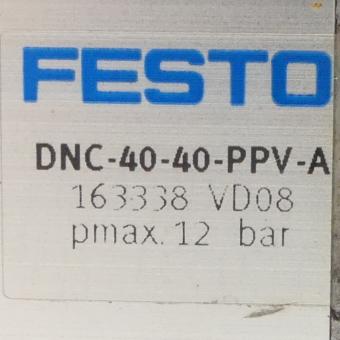 FESTO
DNC-40-40-PPV-A
163338 VD08
pmax. 12 bar